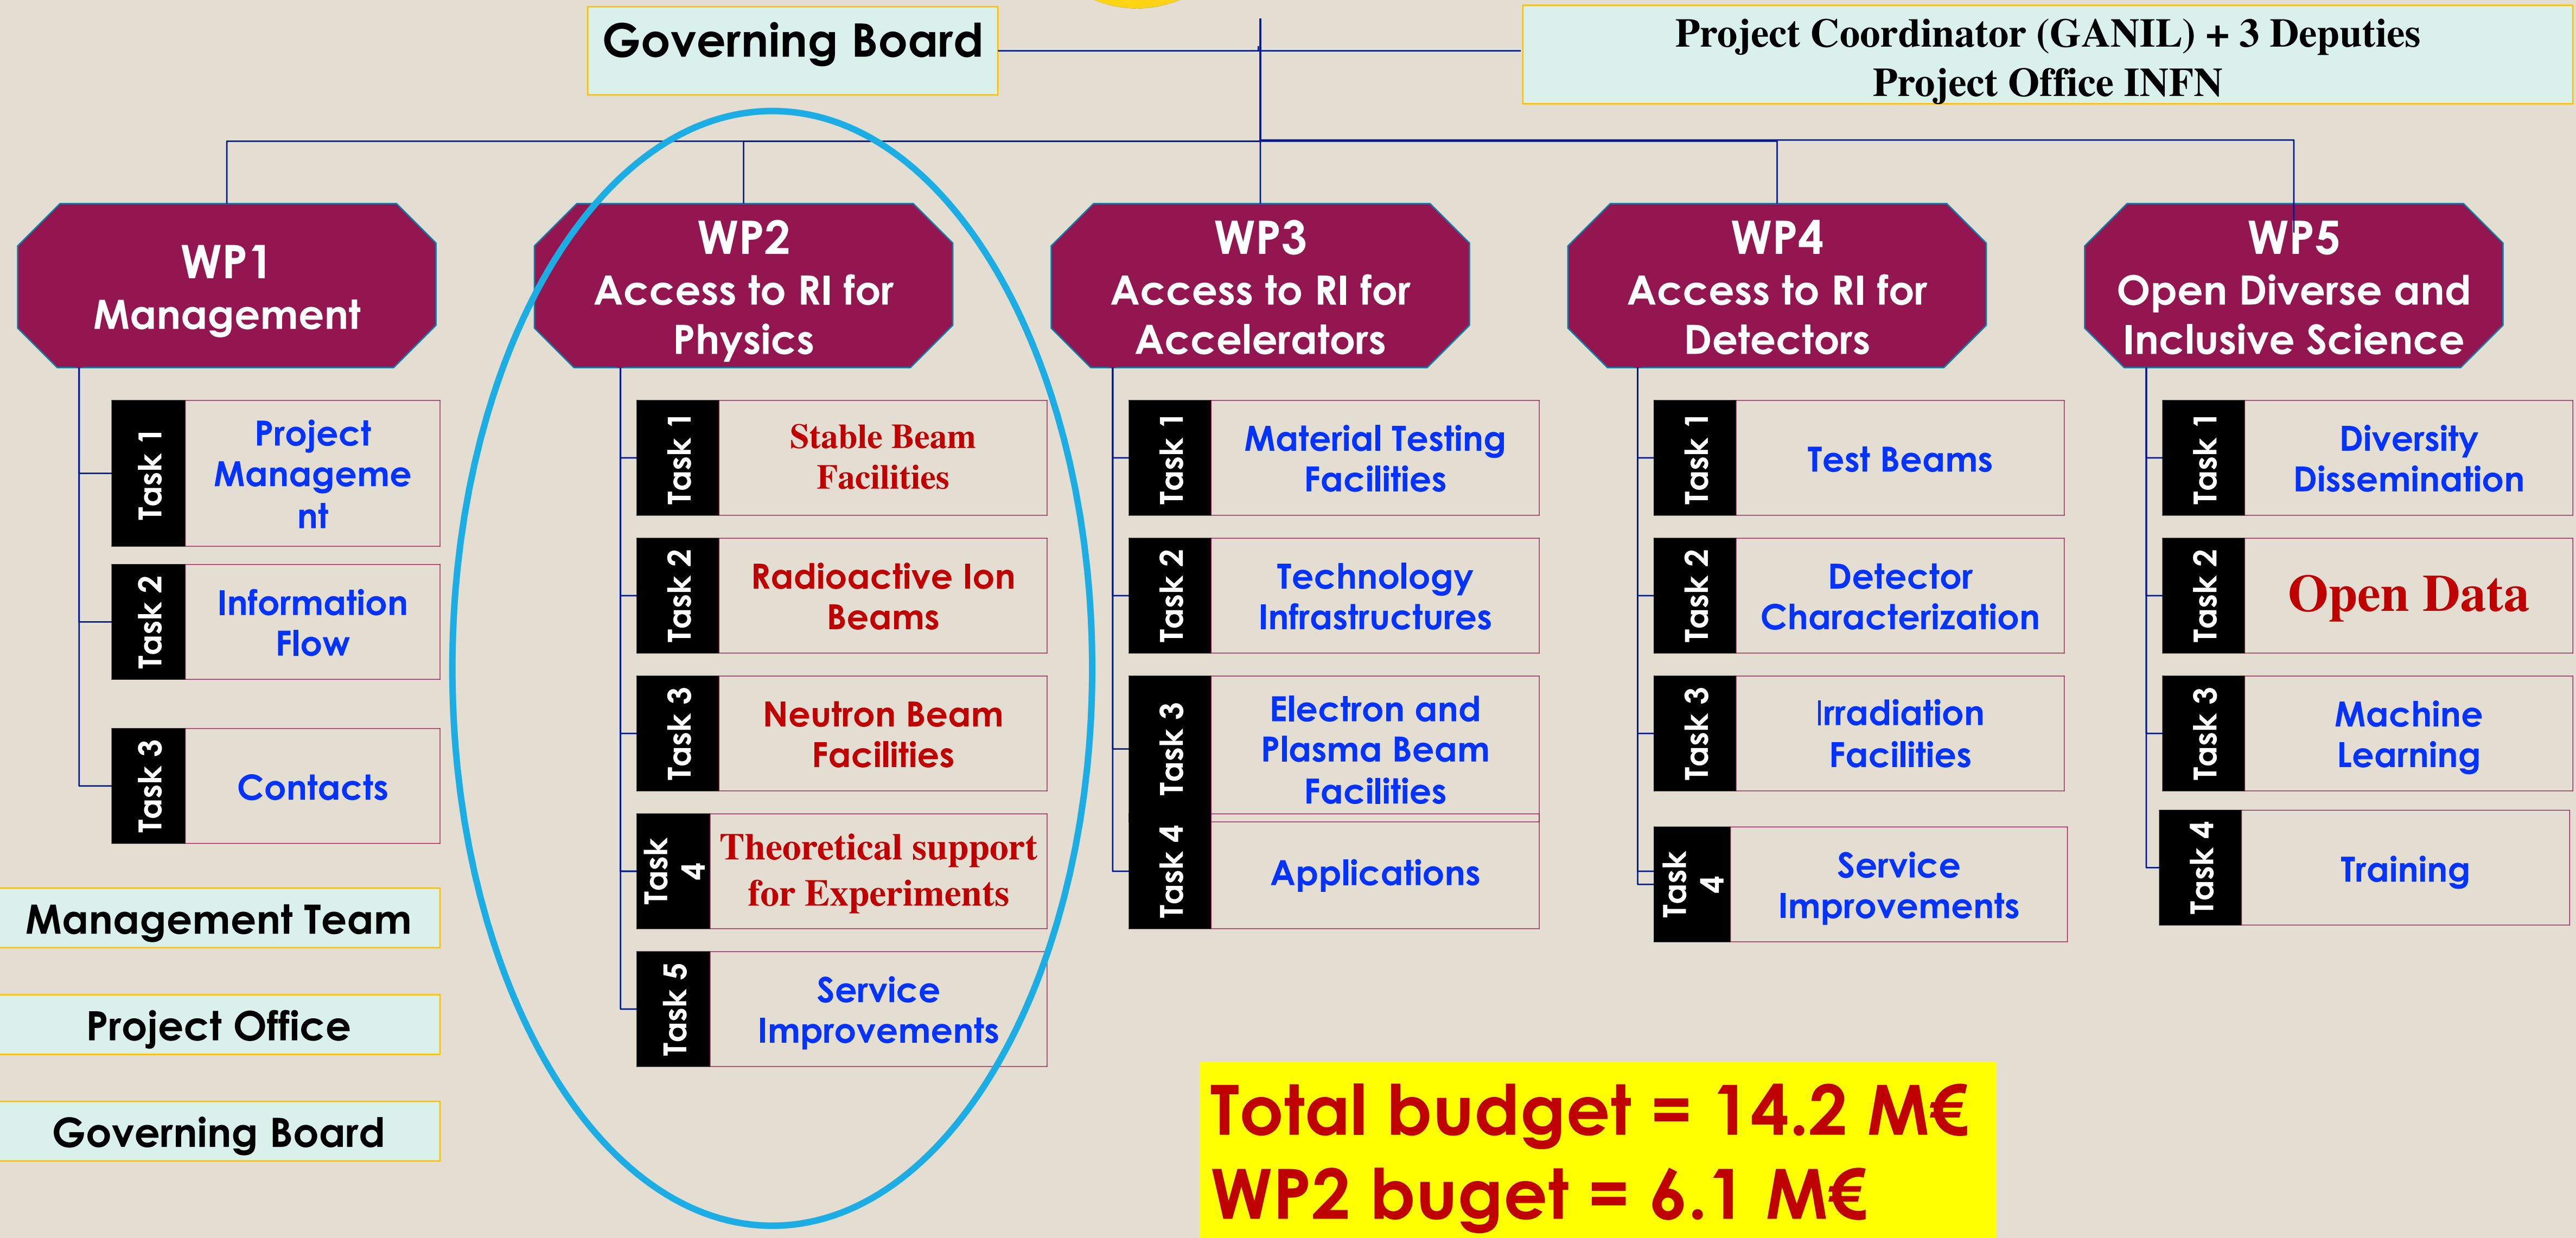 Governing Board
Project Coordinator (GANIL) + 3 Deputies
Project Office INFN
WP1
Management
Task 1
Project
Manageme
nt
Task 2
Information
Flow
Task 3
Contacts
Management Team
Project Office
Governing Board
WP2
Access to RI for
Physics
Task 1
Stable Beam
Facilities
Task 2
Radioactive Ion
Beams
Task 3
Neutron Beam
Facilities
Task
4
Theoretical support
for Experiments
Task 5
Service
Improvements
WP3
Access to RI for
Accelerators
Task 1
Material Testing
Facilities
Task 2
Technology
Infrastructures
Task 3
Electron and
Plasma Beam
Facilities
Task 4
Applications
WP4
Access to RI for
Detectors
Task 1
Test Beams
Task 2
Detector
Characterization
Task 3
Irradiation
Facilities
Task
4
Service
Improvements
WP5
Open Diverse and
Inclusive Science
Task 1
Diversity
Dissemination
Task 2
Open Data
Task 3
Machine
Learning
Task 4
Training
Total budget = 14.2 M€
WP2 buget = 6.1 M€